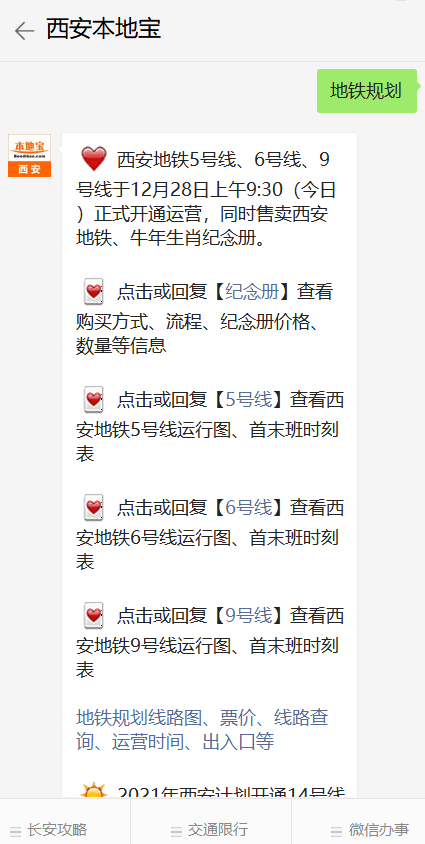 西安本地宝
地铁规划
本地宝
Bendibao.com
西安
西安地铁5号线、6号线、9
号线于12月28日上午9:30（今日
）正式开通运营，同时售卖西安
地铁、牛年生肖纪念册。
点击或回复【纪念册】查看
购买方式、流程、纪念册价格、
数量等信息
点击或回复【5号线】查看西
安地铁5号线运行图、首末班时刻
表
点击或回复【6号线】查看西
安地铁6号线运行图、首末班时刻
表
点击或回复【9号线】查看西
安地铁9号线运行图、首末班时刻
表
地铁规划线路图、票价、线路查
询、运营时间、出入口等
2021年西安计划开通14号线
长安攻略
交通限行
微信办事